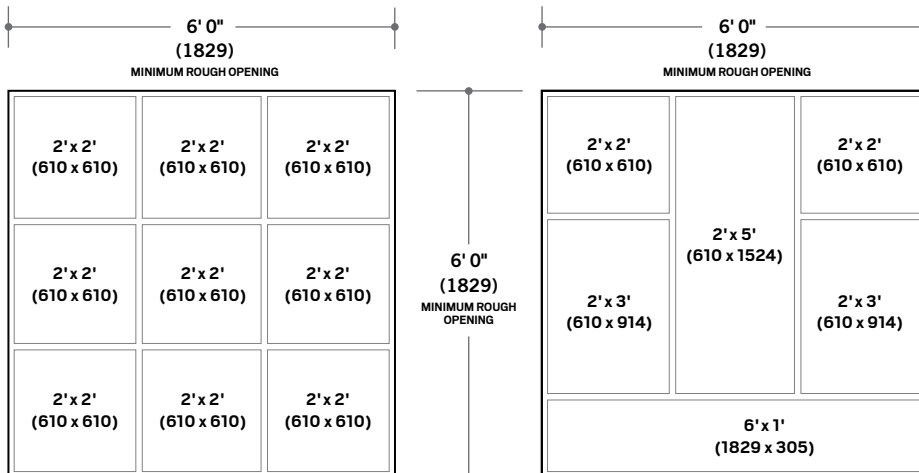 6' 0"
(1829)
MINIMUM ROUGH OPENING
2' x 2'
(610 x 610)
2' x 2'
(610 x 610)
2' x 2'
(610 x 610)
2' x 2'
(610 x 610)
2' x 2'
(610 x 610)
2' x 2'
(610 x 610)
2' x 2'
(610 x 610)
2' x 2'
(610 x 610)
2' x 2'
(610 x 610)
6' 0"
(1829)
MINIMUM ROUGH
OPENING
6' 0"
(1829)
MINIMUM ROUGH OPENING
2' x 2'
(610 x 610)
2' x 5'
(610 x 1524)
2' x 2'
(610 x 610)
2' x 3'
(610 x 914)
2' x 3'
(610 x 914)
6' x 1'
(1829 x 305)